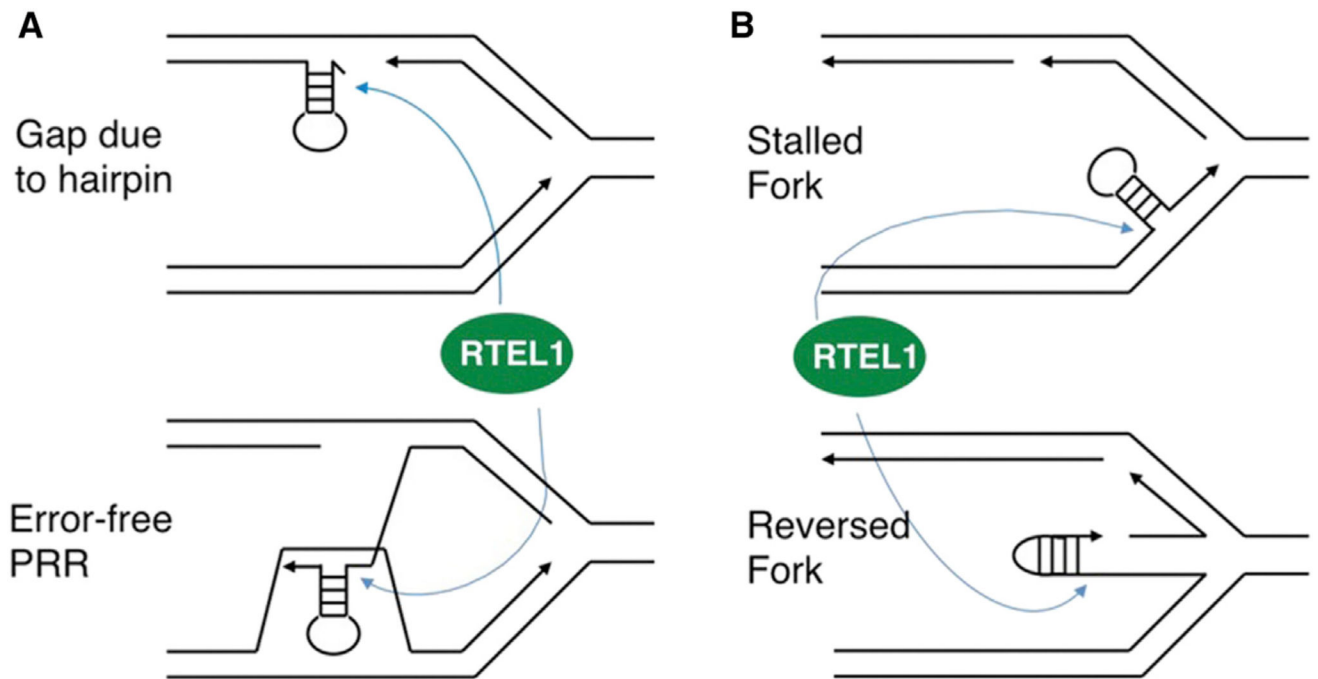 A
Gap due
to hairpin
RTEL1
Error-free
PRR
B
Stalled
Fork
RTEL1
Reversed
Fork